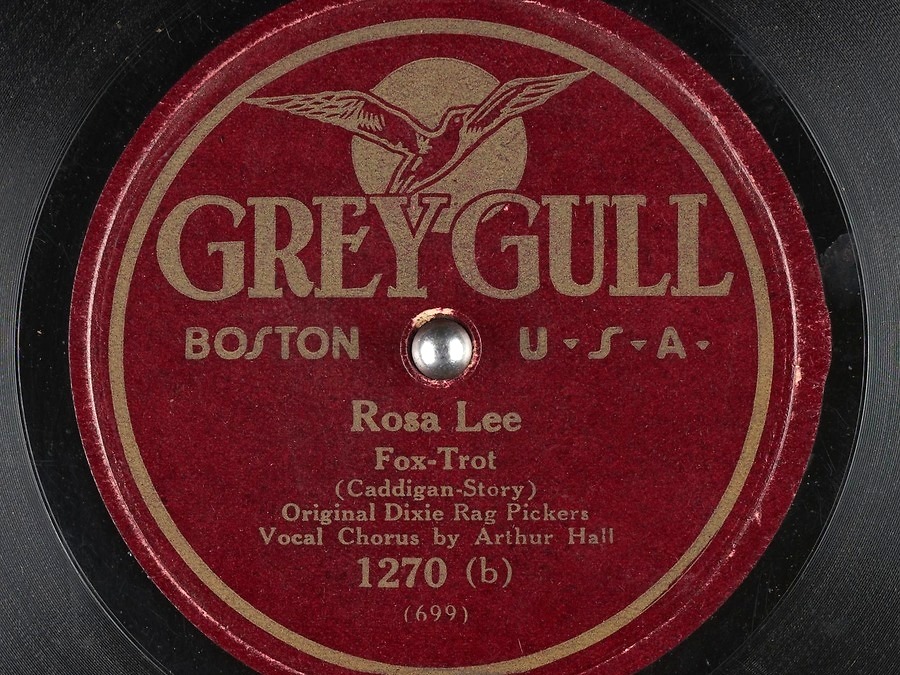 GREY GULL
BOSTON U·S·A·
Rosa Lee
Fox-Trot
(Caddigan-Story)
Original Dixie Rag Pickers
Vocal Chorus by Arthur Hall
1270 (b)
(699)